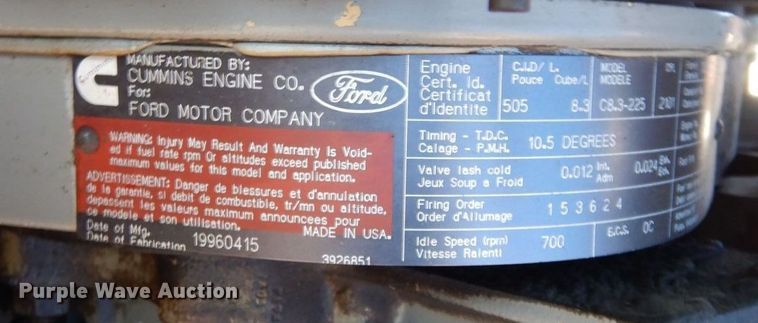 MANUFACTURED BY:
CUMMINS ENGINE CO.
For:
FORD MOTOR COMPANY
Ford
WARNING: Injury May Result And Warranty Is Void-
ed if fuel rate rpm Or altitudes exceed published
maximum values for this model and application.
AVERTISSEMENT: Danger de blessures et d'annulation
de la garantie, si debit de combustible, tr/mn ou altitude,
depassent les valeurs maximum announcees pour
ce modele et son utilisation.
Date of Mfg.
Date of Fabrication 19960415
MADE IN USA.
3926851
Engine
Cert. Id.
Certificat
d'Identite
C.I.D/ L.
Pouce Cube/L
505 8.3
MODEL
MODELE
C8.3-225
CPL
2101
Timing - T.D.C.
Calage - P.M.H.
10.5 DEGREES
Valve lash cold
Jeux Soup a Froid
0.012 Int.
Adm
0.024
Firing Order
Order d'Allumage
1 5 3 6 2 4
Idle Speed (rpm)
Vitesse Ralenti
700
E.C.S. OC
Purple Wave Auction